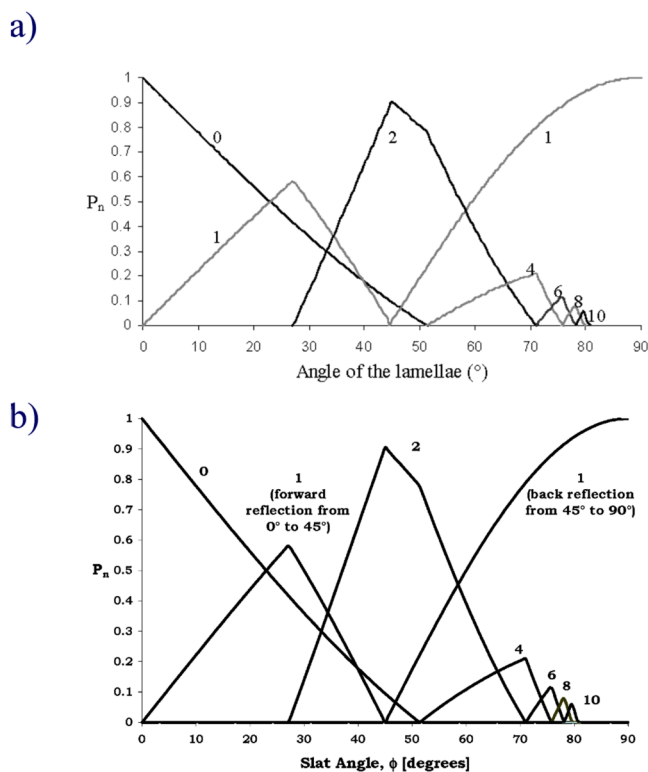 a)
1
0.9
0.8
0.7
0.6
0.5
0.4
0.3
0.2
0.1
0
Pn
0
1
2
1
4
6
8
10
0 10 20 30 40 50 60 70 80 90
Angle of the lamellae (°)
b)
1
0.9
0.8
0.7
0.6
0.5
0.4
0.3
0.2
0.1
0
Pn
0
1
(forward
reflection from
0° to 45°)
2
1
(back reflection
from 45° to 90°)
4
6
8
10
0 10 20 30 40 50 60 70 80 90
Slat Angle, ϕ [degrees]